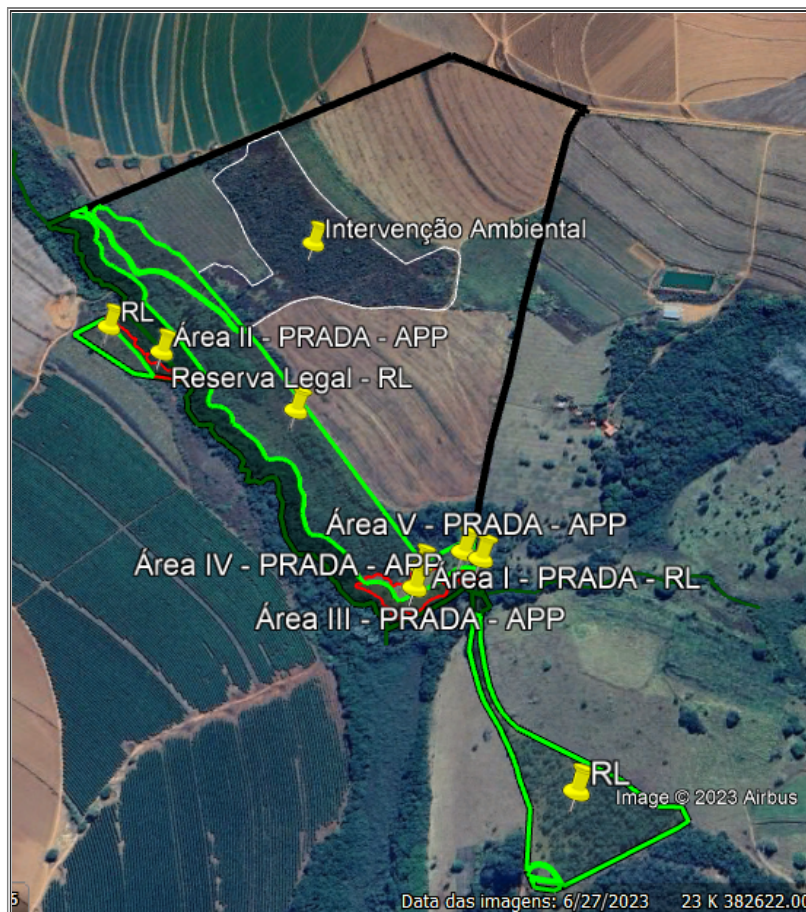 Intervenção Ambiental
RL
Área II - PRADA - APP
Reserva Legal - RL
Área V - PRADA - APP
Área IV - PRADA - APP
Área I - PRADA - RL
Área III - PRADA - APP
RL
Image © 2023 Airbus
Data das imagens: 6/27/2023 23 K 382622.00